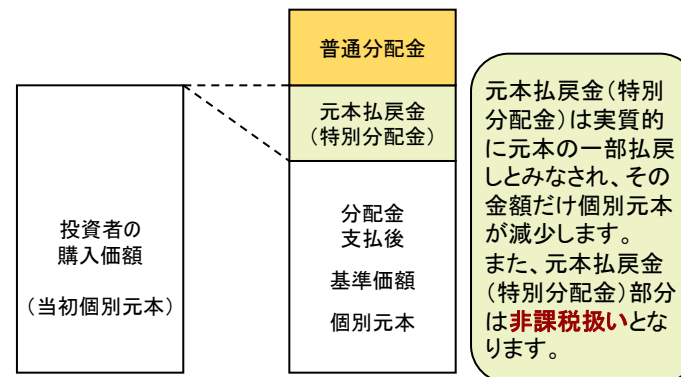 普通分配金
元本払戻金
(特別分配金)
投資者の
購入価額
(当初個別元本)
分配金
支払後
基準価額
個別元本
元本払戻金(特別
分配金)は実質的
に元本の一部払戻
しとみなされ、その
金額だけ個別元本
が減少します。
また、元本払戻金
(特別分配金)部分
は非課税扱いとな
ります。